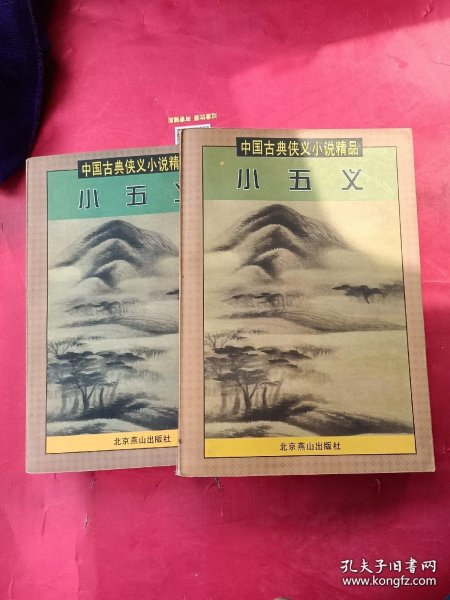 中国古典侠义小说精
小五
北京燕山出版社
中国古典侠义小说精品
小五义
北京燕山出版社
孔夫子旧书网
www.kongfz.com